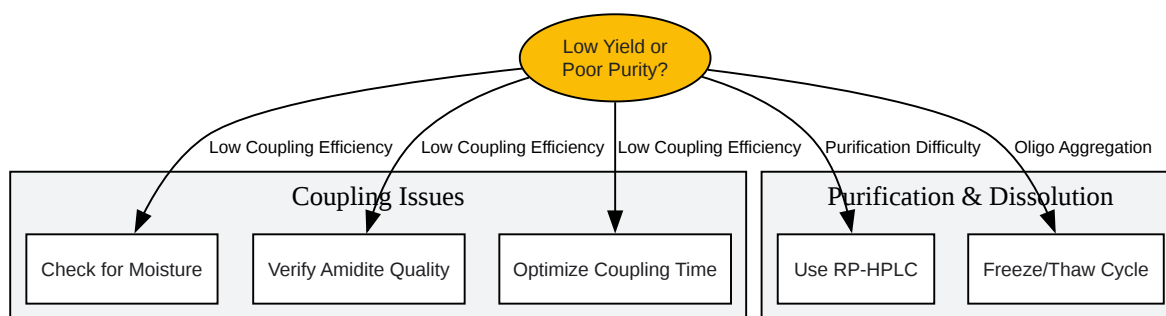 Low Yield or
Poor Purity?
Low Coupling Efficiency
Low Coupling Efficiency
Low Coupling Efficiency
Purification Difficulty
Oligo Aggregation
Coupling Issues
Purification & Dissolution
Check for Moisture
Verify Amidite Quality
Optimize Coupling Time
Use RP-HPLC
Freeze/Thaw Cycle